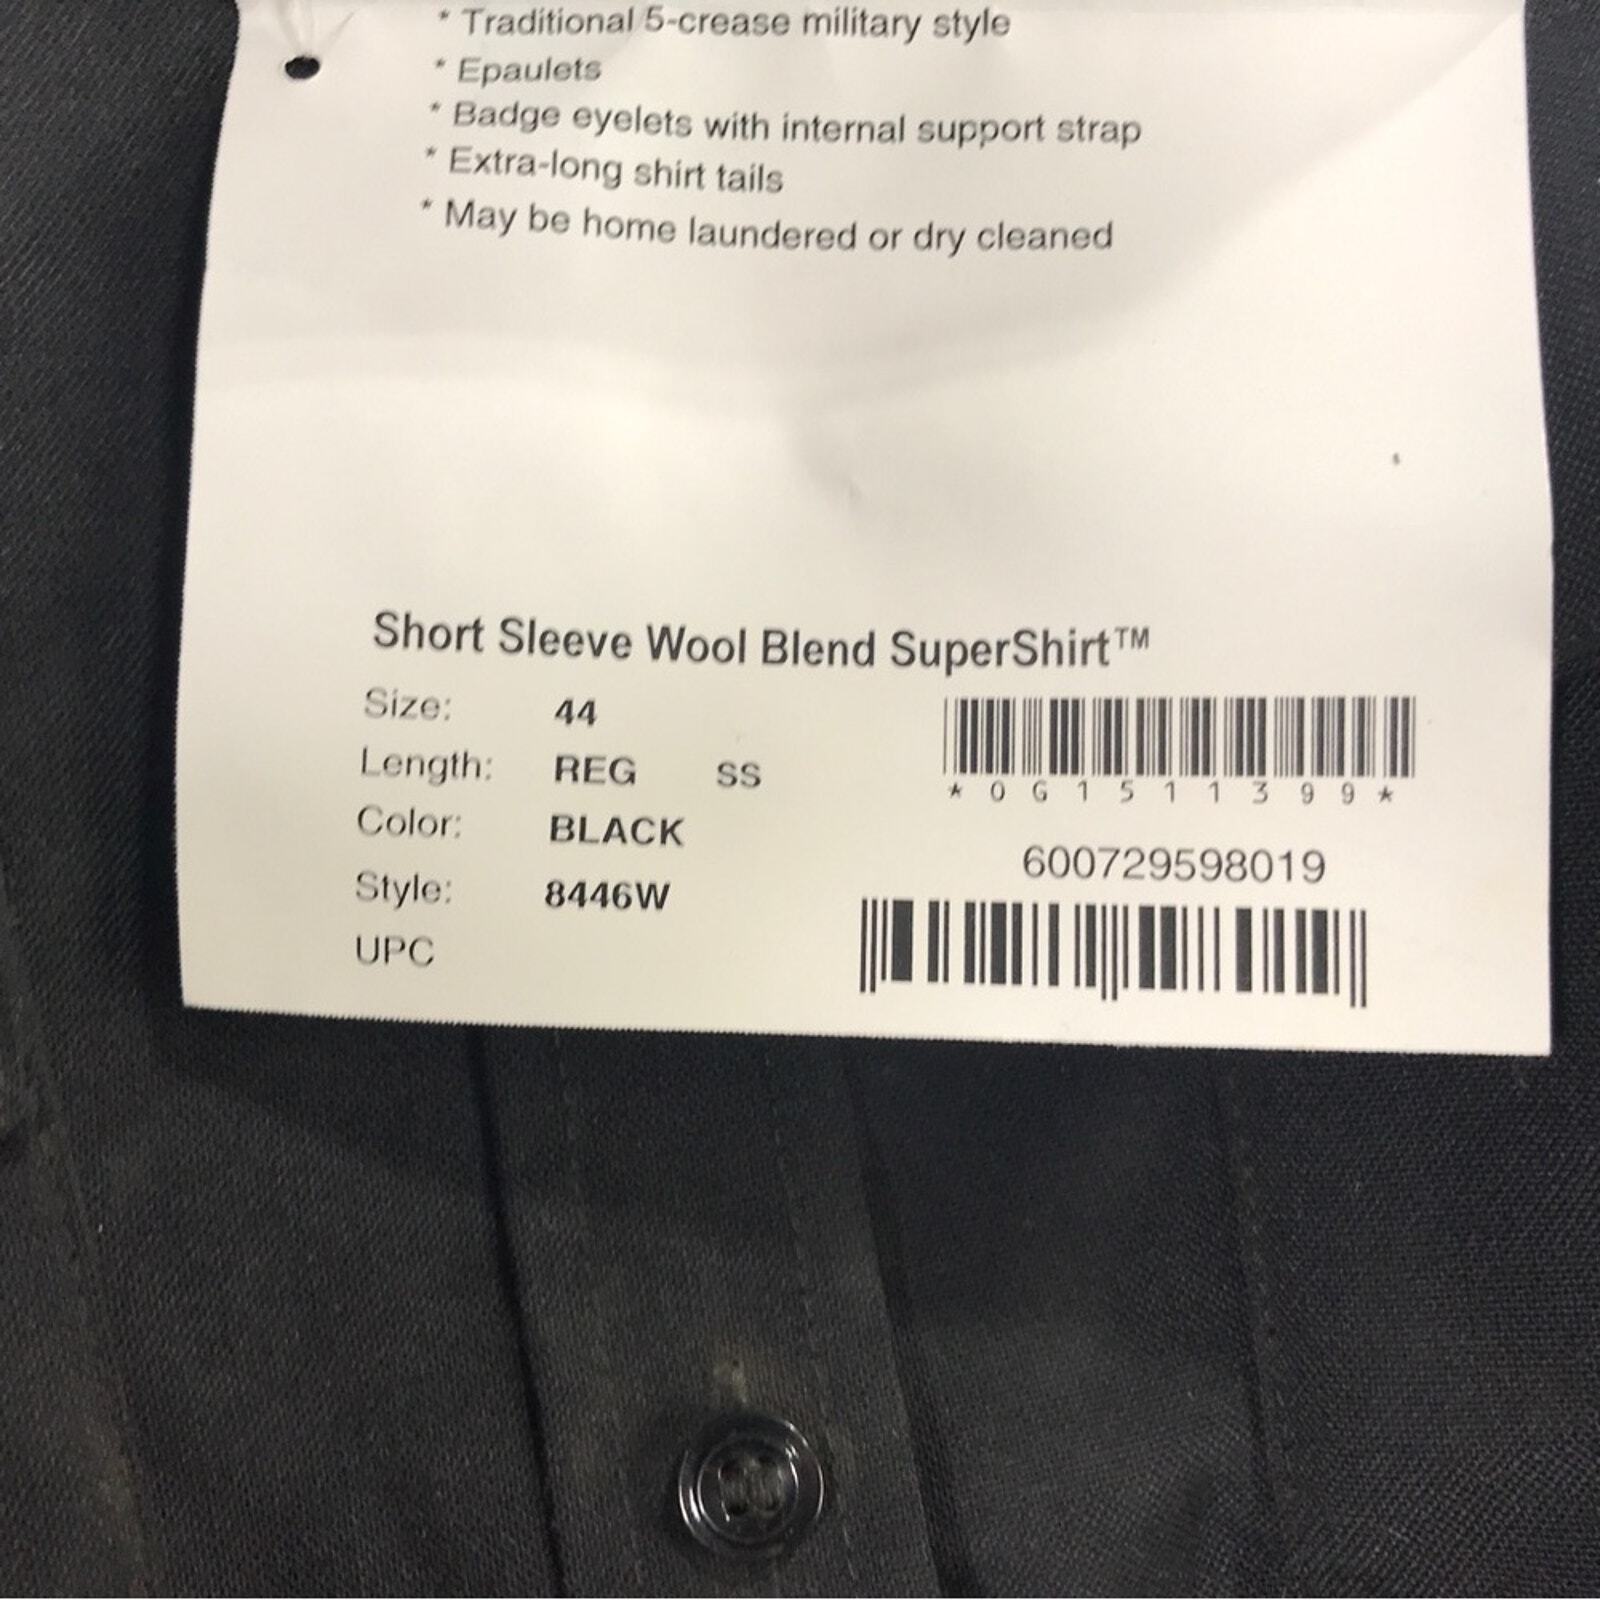 * Traditional 5-crease military style
* Epaulets
* Badge eyelets with internal support strap
* Extra-long shirt tails
* May be home laundered or dry cleaned
Short Sleeve Wool Blend SuperShirt™
Size: 44
Length: REG SS
*0G1511399*
Color: BLACK
600729598019
Style: 8446W
UPC